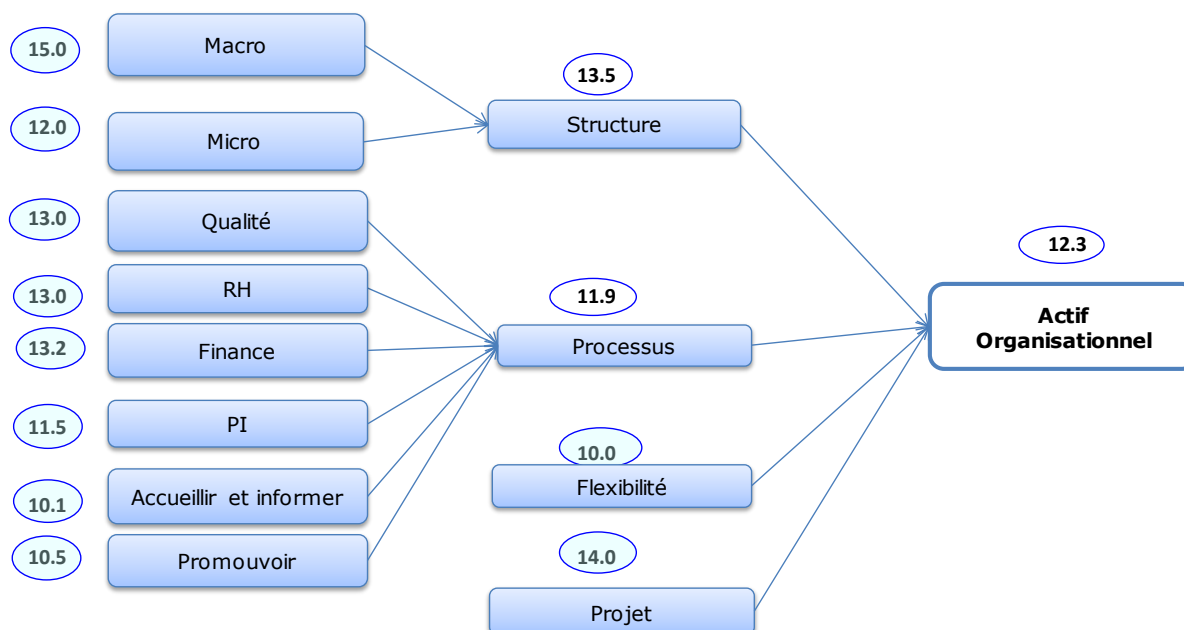 15.0
Macro
13.5
12.0
Micro
Structure
13.0
Qualité
12.3
13.0
RH
11.9
Actif
Organisationnel
13.2
Finance
Processus
11.5
PI
10.0
Flexibilité
10.1
Accueillir et informer
10.5
Promouvoir
14.0
Projet